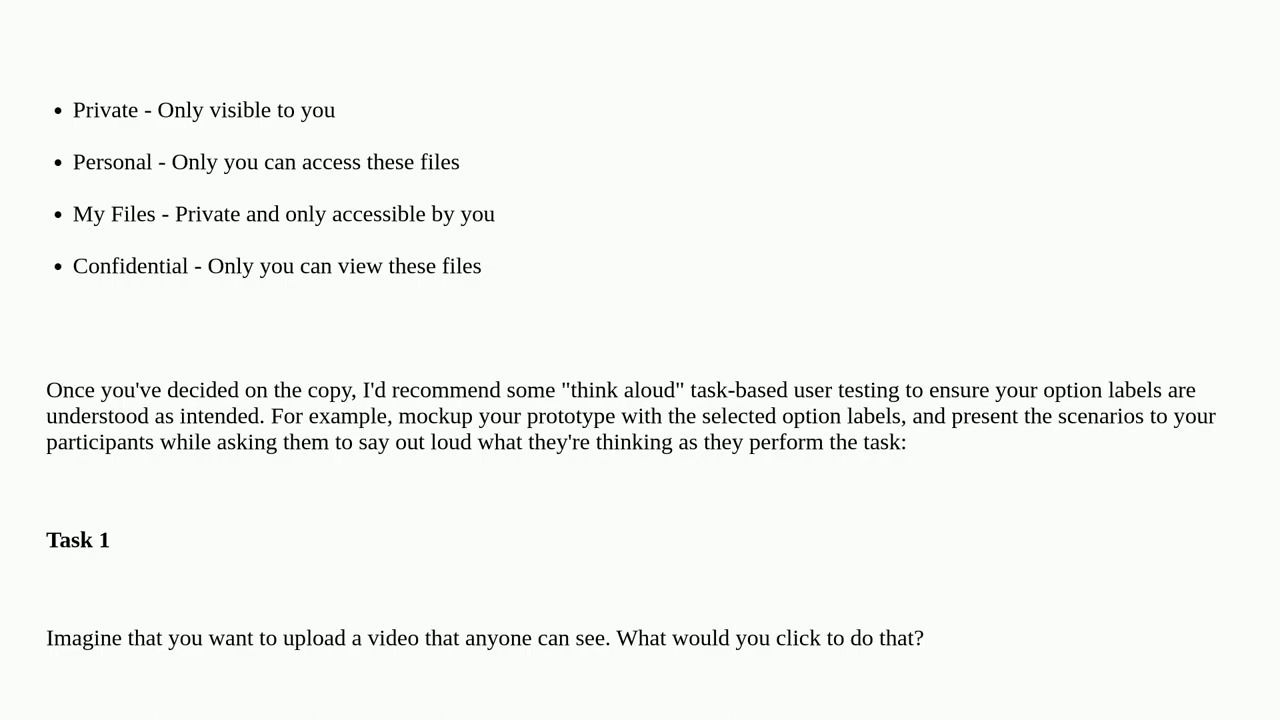 • Private - Only visible to you
• Personal - Only you can access these files
• My Files - Private and only accessible by you
• Confidential - Only you can view these files
Once you've decided on the copy, I'd recommend some "think aloud" task-based user testing to ensure your option labels are
understood as intended. For example, mockup your prototype with the selected option labels, and present the scenarios to your
participants while asking them to say out loud what they're thinking as they perform the task:
Task 1
Imagine that you want to upload a video that anyone can see. What would you click to do that?